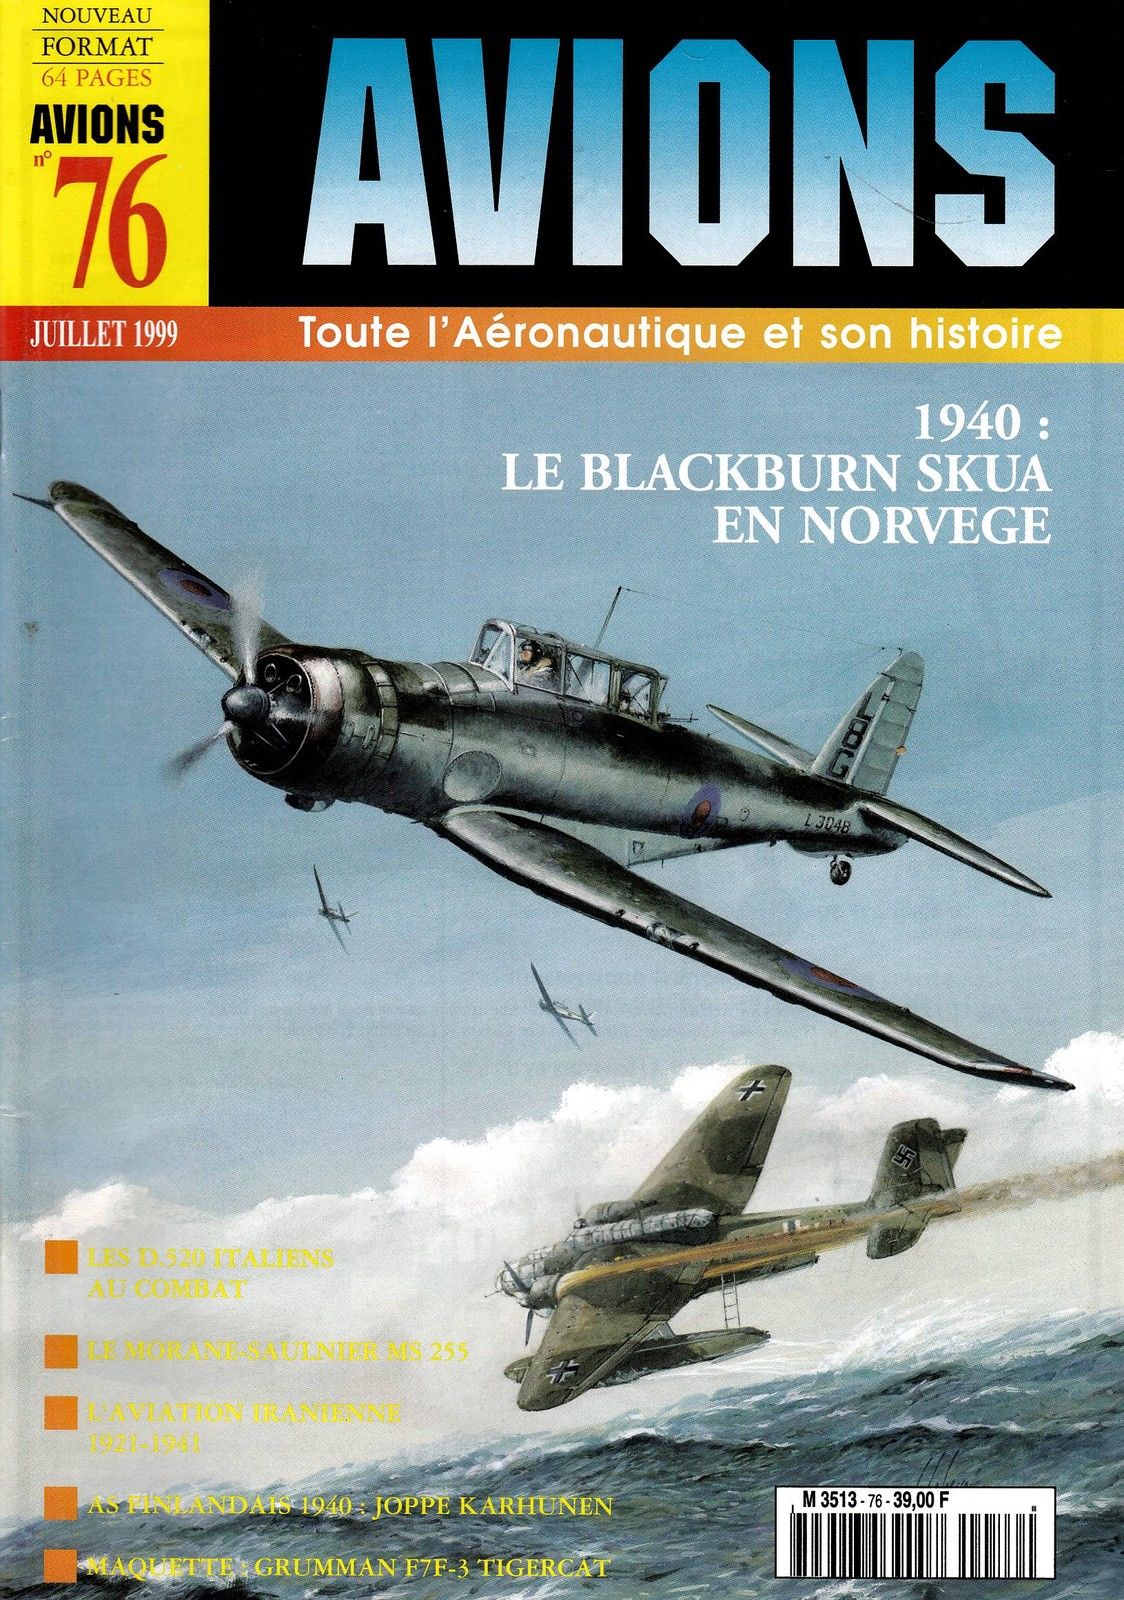 NOUVEAU
FORMAT
64 PAGES
AVIONS
n° 76
AVIONS
JUILLET 1999
Toute l'Aéronautique et son histoire
1940 :
LE BLACKBURN SKUA
EN NORVEGE
L8G
L3048
LES D.520 ITALIENS
AU COMBAT
LE MORANE-SAULNIER MS 255
L'AVIATION IRANIENNE
1921-1941
AS FINLANDAIS 1940 : JOPPE KARHUNEN
MAQUETTE : GRUMMAN F7F-3 TIGERCAT
M 3513 - 76 - 39,00 F